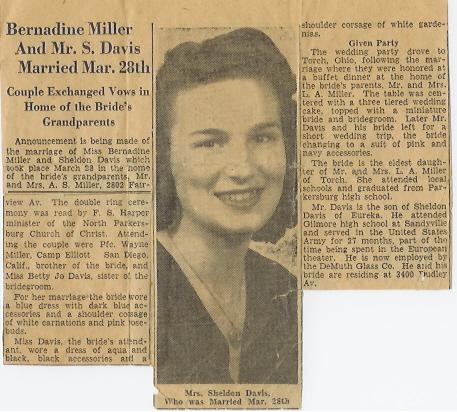 Bernadine Miller
And Mr. S. Davis
Married Mar. 28th
Couple Exchanged Vows in
Home of the Bride's
Grandparents
Announcement is being made of
the marriage of Miss Bernadine
Miller and Sheldon Davis which
took place March 28 in the home
of the bride's grandparents, Mr.
and Mrs. A. S. Miller, 2802 Fair-
view Av. The double ring cere-
mony was read by F. S. Harper
minister of the North Parkers-
burg Church of Christ. Attend-
ing the couple were Pfc. Wayne
Miller, Camp Elliott San Diego,
Calif., brother of the bride, and
Miss Betty Jo Davis, sister of the
bridegroom.
For her marriage the bride wore
a blue dress with dark blue ac-
cessories and a shoulder corsage
of white carnations and pink rose-
buds.
Miss Davis, the bride's attend-
ant, wore a dress of aqua and
black, black accessories and a
Mrs. Sheldon Davis,
Who was Married Mar. 28th
shoulder corsage of white garde-
nias.
Given Party
The wedding party drove to
Torch, Ohio, following the mar-
riage where they were honored at
a buffet dinner at the home of
the bride's parents, Mr. and Mrs.
L. A. Miller. The table was cen-
tered with a three tiered wedding
cake, topped with a miniature
bride and bridegroom. Later Mr.
Davis and his bride left for a
short wedding trip, the bride
changing to a suit of pink and
navy accessories.
The bride is the eldest daugh-
ter of Mr. and Mrs. L. A. Miller
of Torch. She attended local
schools and graduated from Par-
kersburg high school.
Mr. Davis is the son of Sheldon
Davis of Eureka. He attended
Gilmore high school at Sandyville
and served in the United States
Army for 27 months, part of the
time being spent in the European
theater. He is now employed by
the DeMuth Glass Co. He and his
bride are residing at 3400 Dudley
Av.